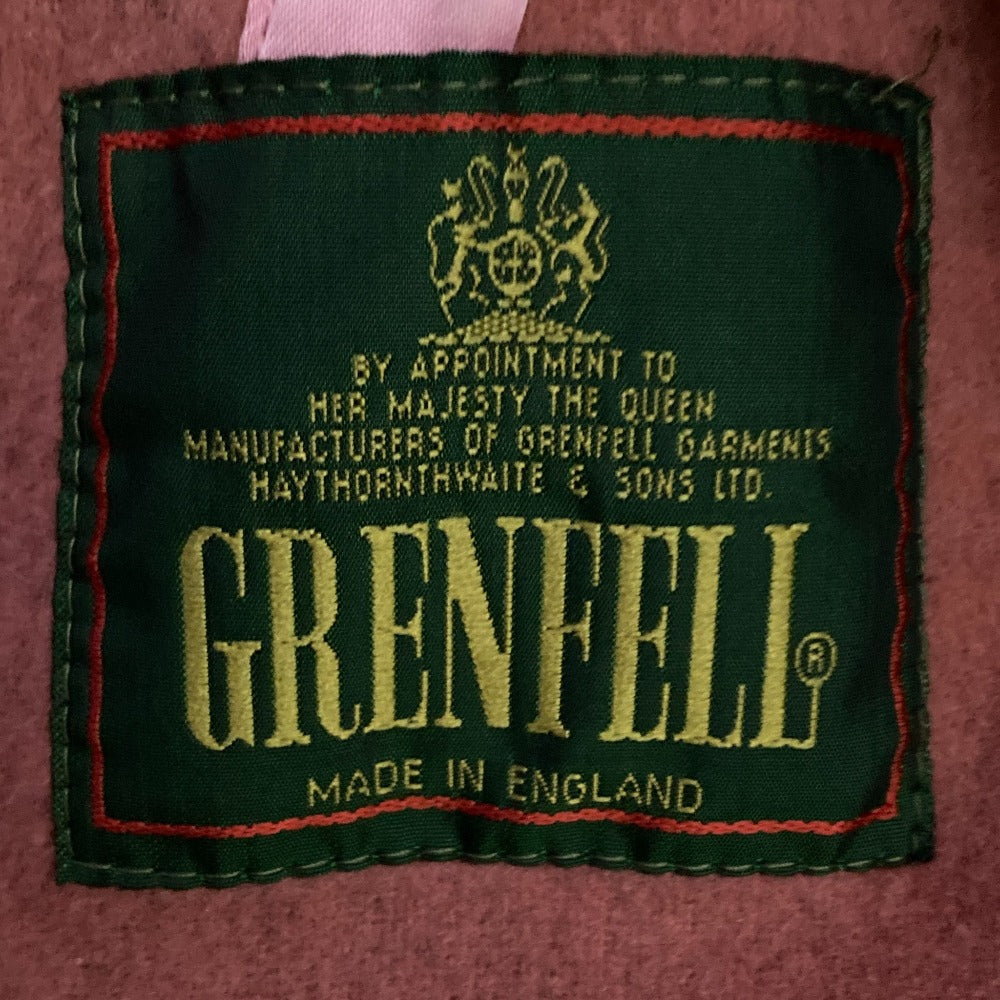 BY APPOINTMENT TO
HER MAJESTY THE QUEEN
MANUFACTURERS OF GRENFELL GARMENTS
HAYTHORNTHWAITE & SONS LTD.
GRENFELL®
MADE IN ENGLAND